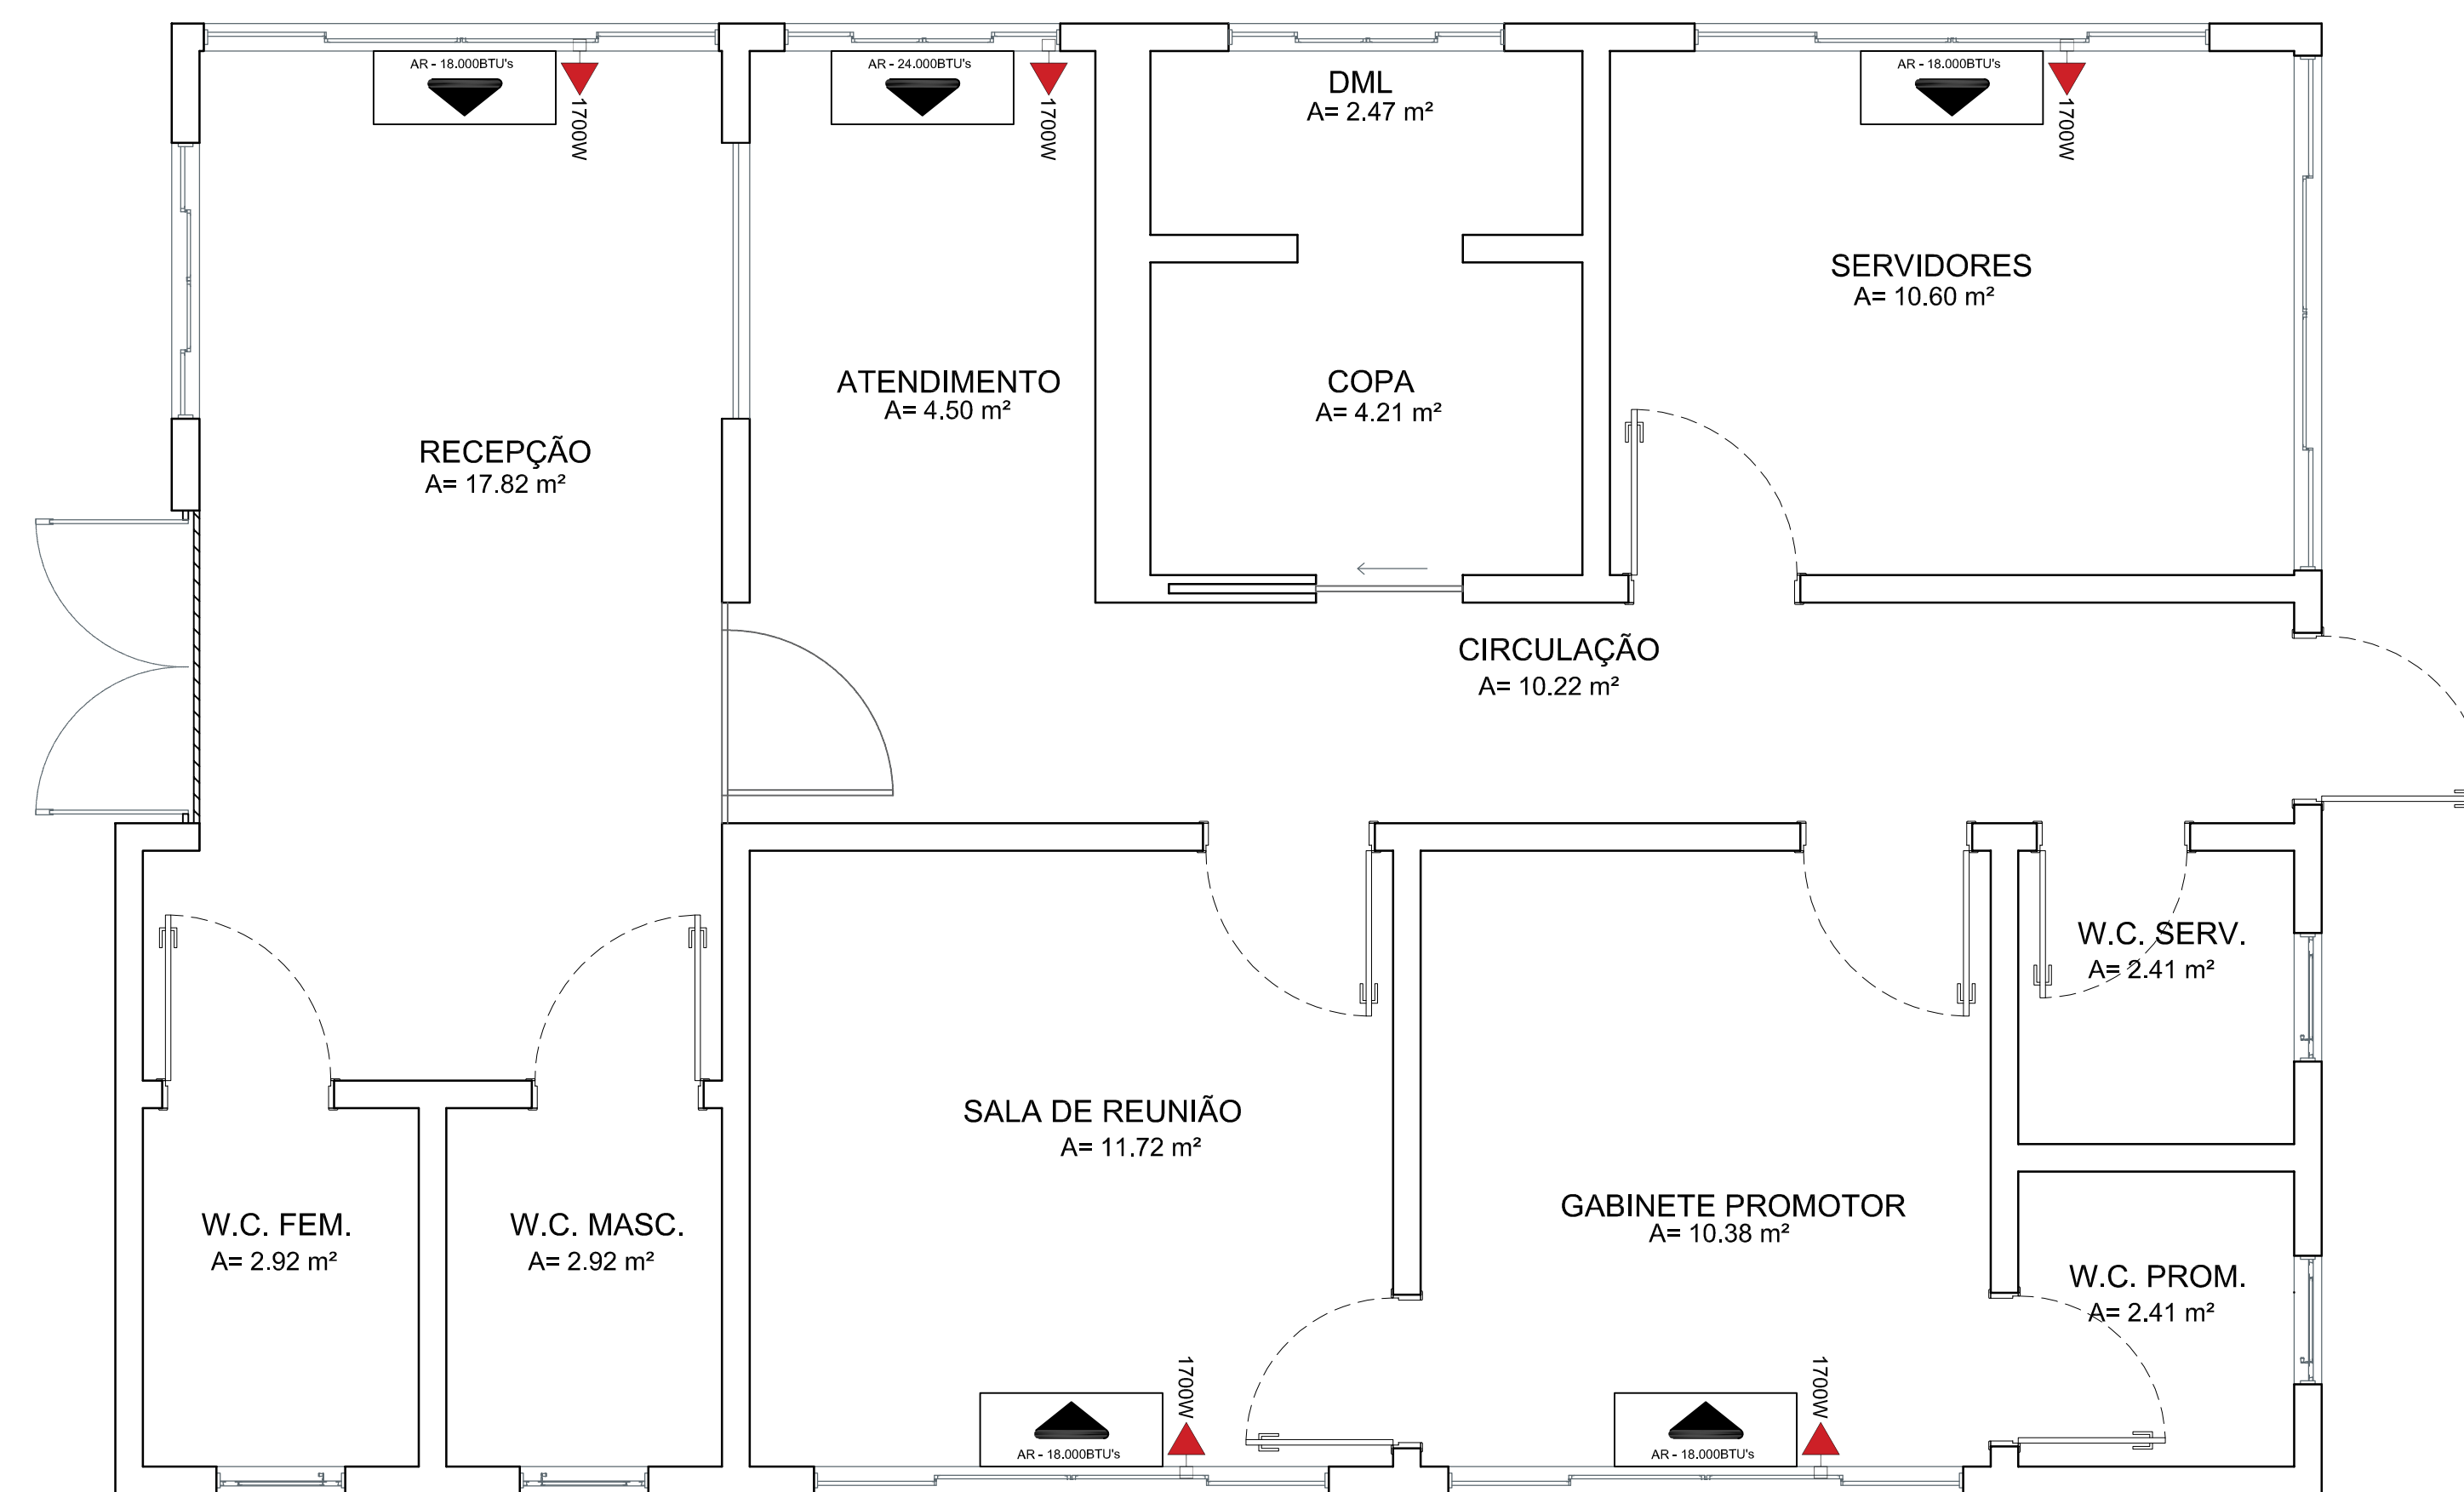 AR - 18.000BTU's
1700W
AR - 24.000BTU's
1700W
DML
A= 2.47 m²
AR - 18.000BTU's
1700W
SERVIDORES
A= 10.60 m²
ATENDIMENTO
A= 4.50 m²
COPA
A= 4.21 m²
RECEPÇÃO
A= 17.82 m²
CIRCULAÇÃO
A= 10.22 m²
W.C. SERV.
A= 2.41 m²
SALA DE REUNIÃO
A= 11.72 m²
GABINETE PROMOTOR
A= 10.38 m²
W.C. FEM.
A= 2.92 m²
W.C. MASC.
A= 2.92 m²
W.C. PROM.
A= 2.41 m²
1700W
AR - 18.000BTU's
1700W
AR - 18.000BTU's